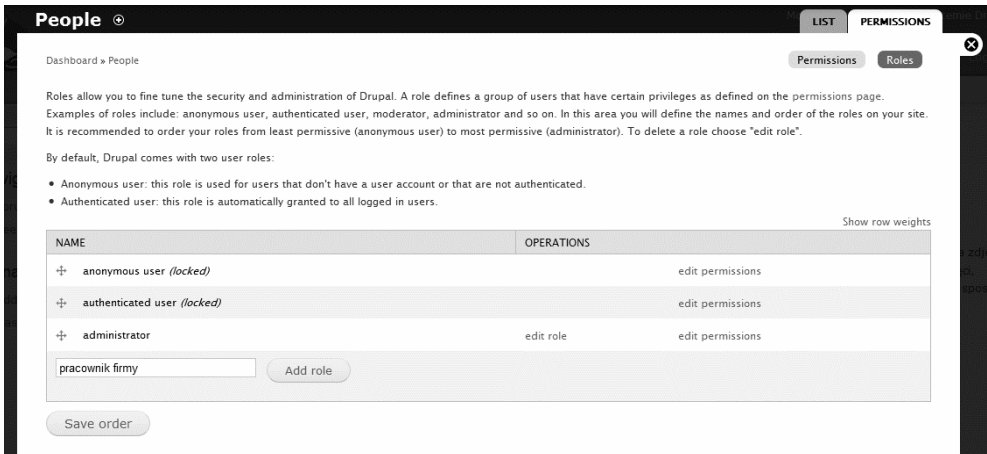 People
LIST
PERMISSIONS
Dashboard » People
Permissions
Roles
Roles allow you to fine tune the security and administration of Drupal. A role defines a group of users that have certain privileges as defined on the permissions page.
Examples of roles include: anonymous user, authenticated user, moderator, administrator and so on. In this area you will define the names and order of the roles on your site.
It is recommended to order your roles from least permissive (anonymous user) to most permissive (administrator). To delete a role choose "edit role".
By default, Drupal comes with two user roles:
• Anonymous user: this role is used for users that don't have a user account or that are not authenticated.
• Authenticated user: this role is automatically granted to all logged in users.
Show row weights
NAME OPERATIONS
anonymous user (locked) edit permissions
authenticated user (locked) edit permissions
administrator edit role edit permissions
pracownik firmy Add role
Save order